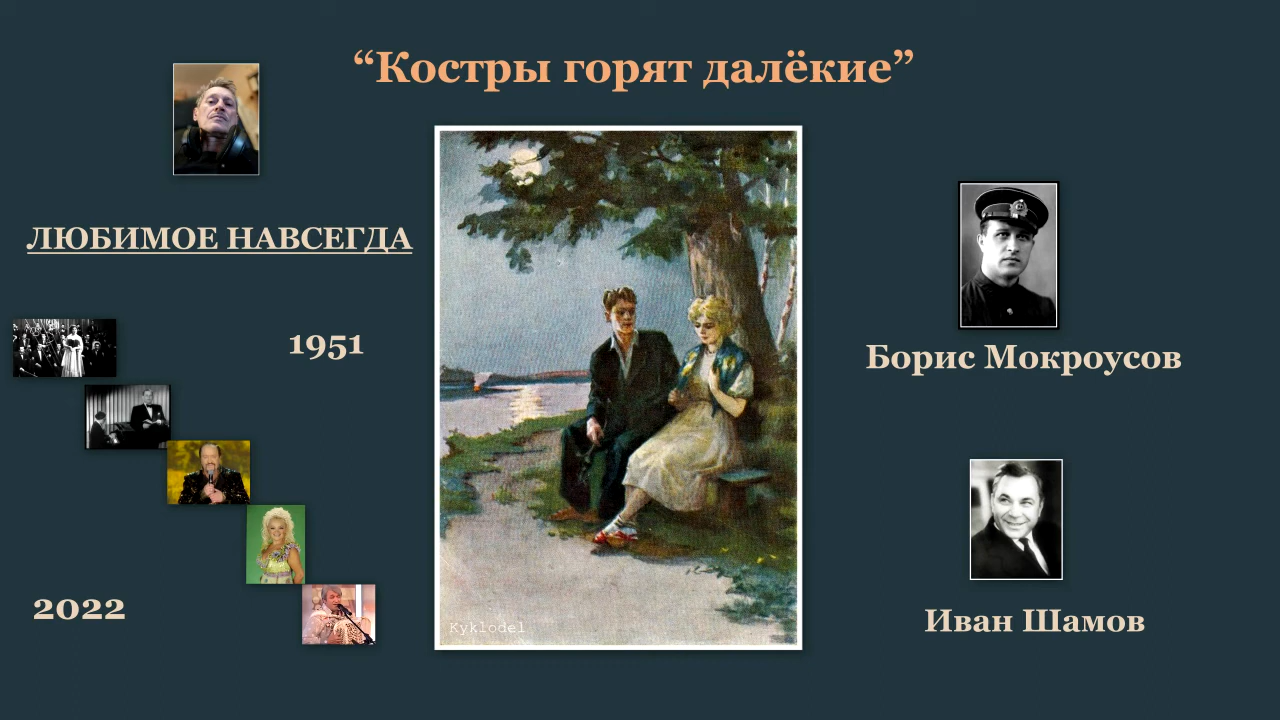 “Костры горят далёкие”
ЛЮБИМОЕ НАВСЕГДА
1951
Борис Мокроусов
2022
Иван Шамов
Kyklodel